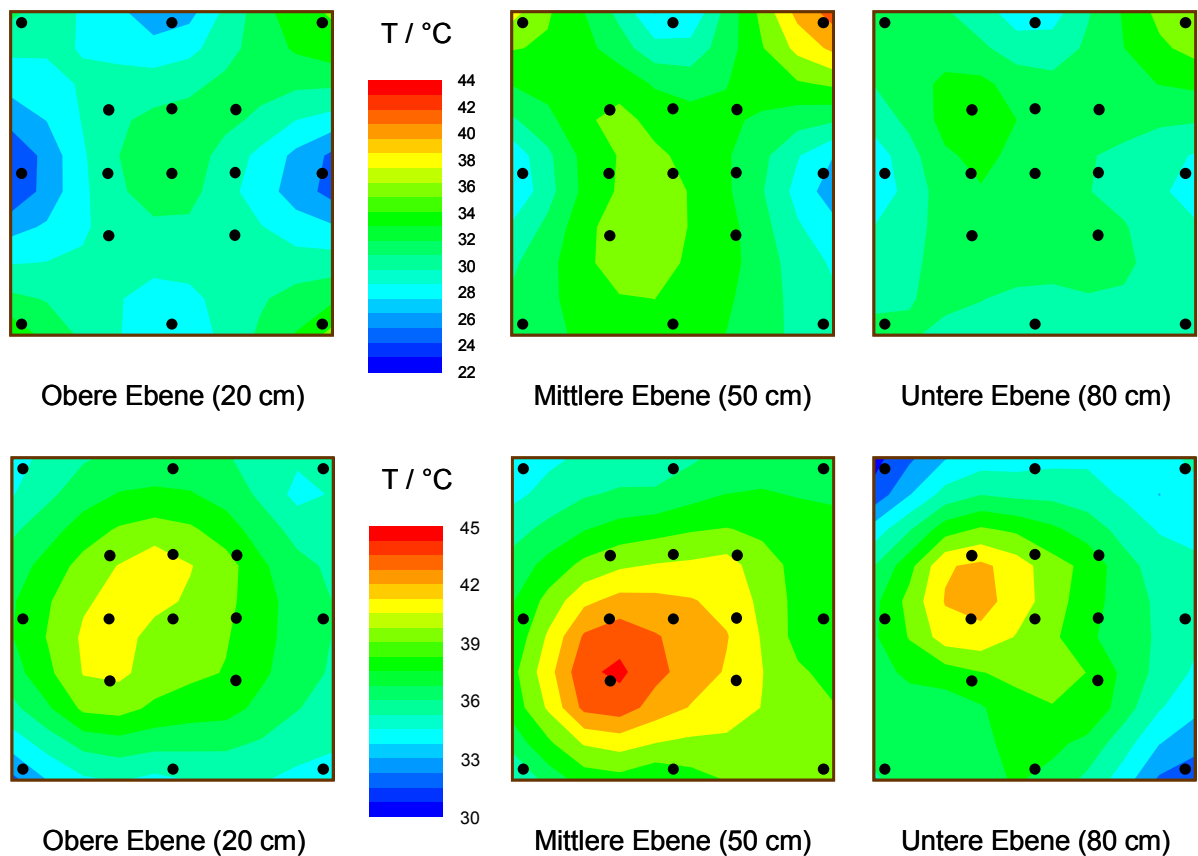 T / °C
44
42
40
38
36
34
32
30
28
26
24
22
Obere Ebene (20 cm)
Mittlere Ebene (50 cm)
Untere Ebene (80 cm)
T / °C
45
42
39
36
33
30
Obere Ebene (20 cm)
Mittlere Ebene (50 cm)
Untere Ebene (80 cm)